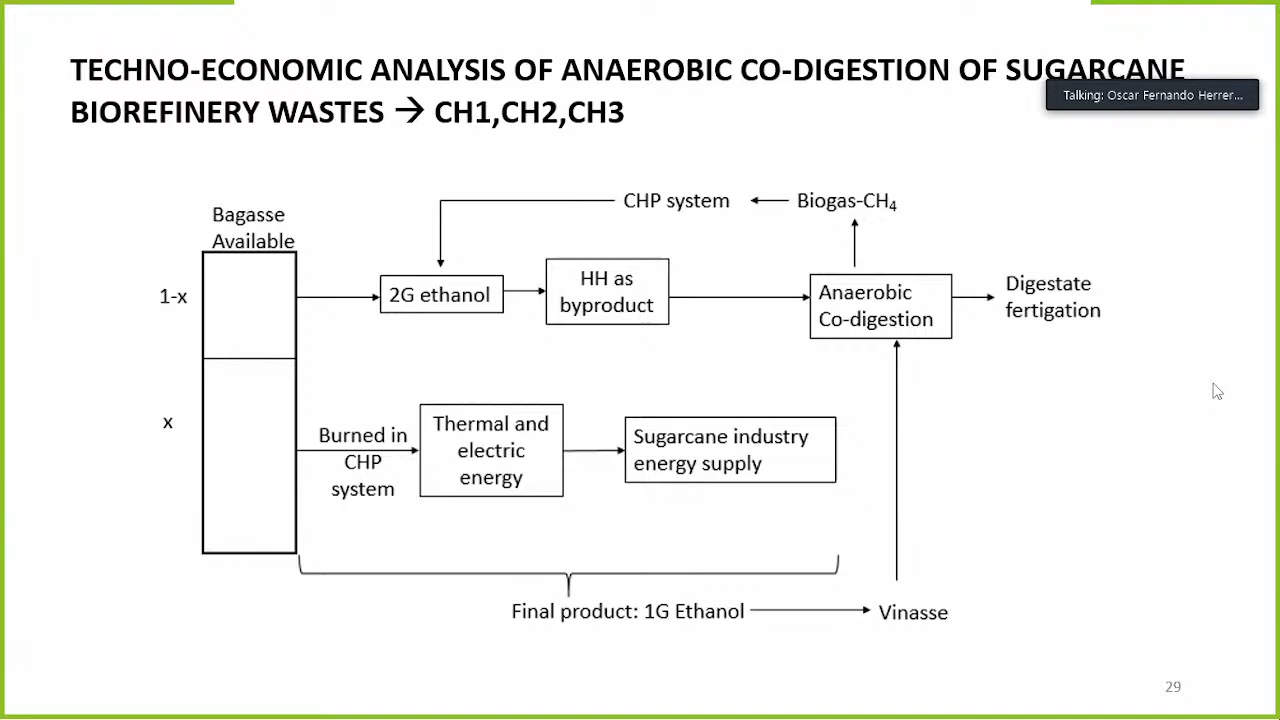 TECHNO-ECONOMIC ANALYSIS OF ANAEROBIC CO-DIGESTION OF SUGARCANE
BIOREFINERY WASTES → CH1,CH2,CH3
Talking: Oscar Fernando Herrer...
CHP system
Biogas-CH₄
Bagasse
Available
1-x
2G ethanol
HH as
byproduct
Anaerobic
Co-digestion
Digestate
fertigation
x
Burned in
CHP
system
Thermal and
electric
energy
Sugarcane industry
energy supply
Final product: 1G Ethanol
Vinasse
29